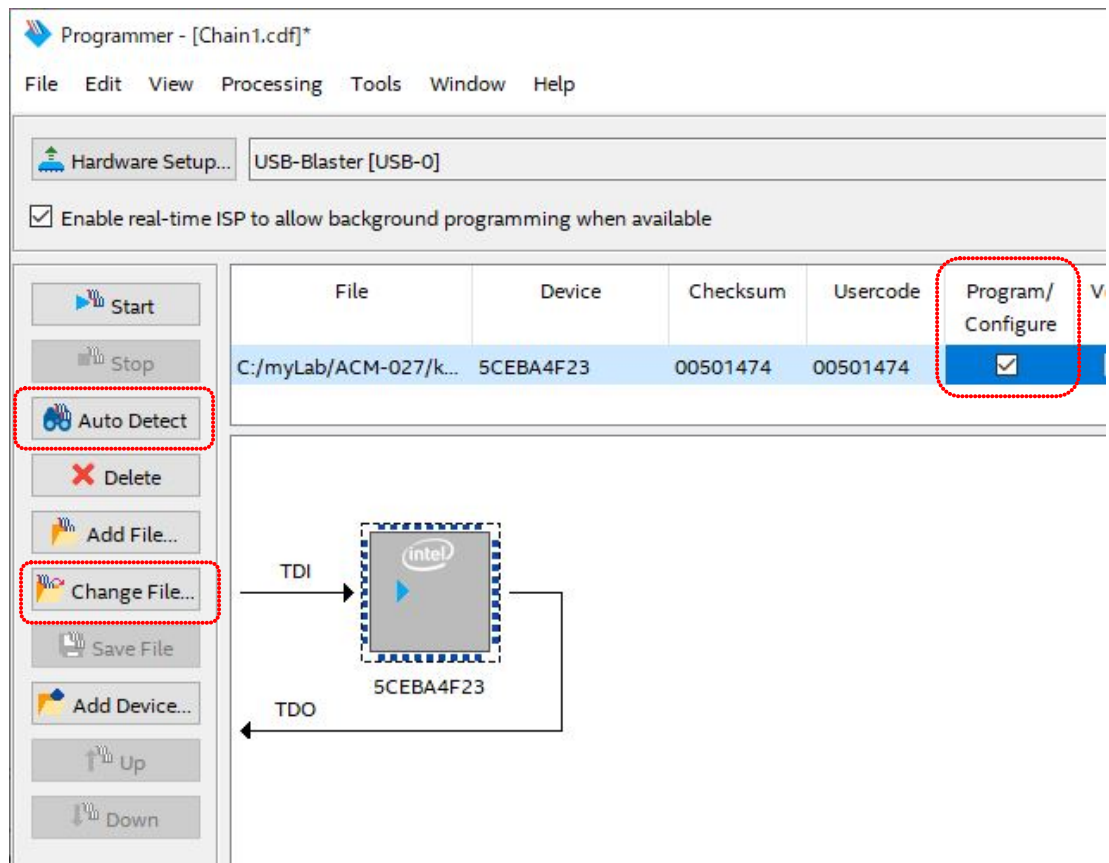 Programmer - [Chain1.cdf]*
File Edit View Processing Tools Window Help
Hardware Setup... USB-Blaster [USB-0]
Enable real-time ISP to allow background programming when available
Start
Stop
Auto Detect
Delete
Add File...
Change File...
Save File
Add Device...
Up
Down
File Device Checksum Usercode Program/
Configure
C:/myLab/ACM-027/k... 5CEBA4F23 00501474 00501474
TDI
intel
5CEBA4F23
TDO